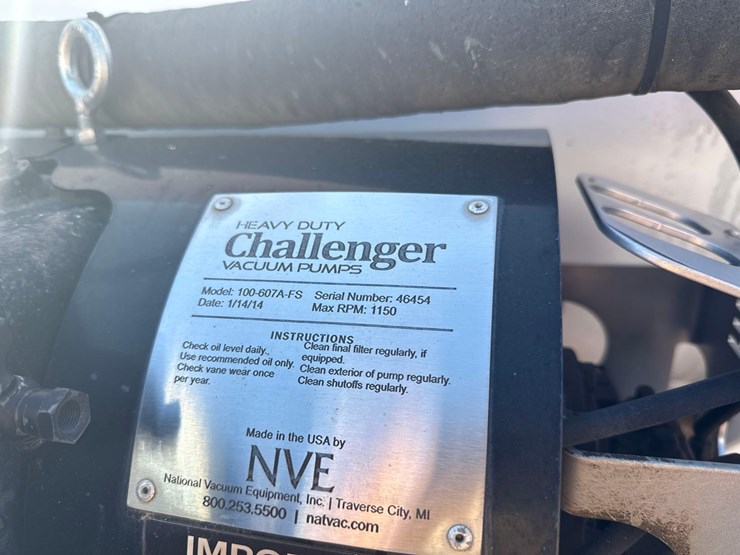 HEAVY DUTY
Challenger
VACUUM PUMPS
Model: 100-607A-FS Serial Number: 46454
Date: 1/14/14 Max RPM: 1150
INSTRUCTIONS
Check oil level daily.
Use recommended oil only.
Check vane wear once
per year.
Clean final filter regularly, if
equipped.
Clean exterior of pump regularly.
Clean shutoffs regularly.
Made in the USA by
NVE
National Vacuum Equipment, Inc. | Traverse City, MI
800.253.5500 | natvac.com